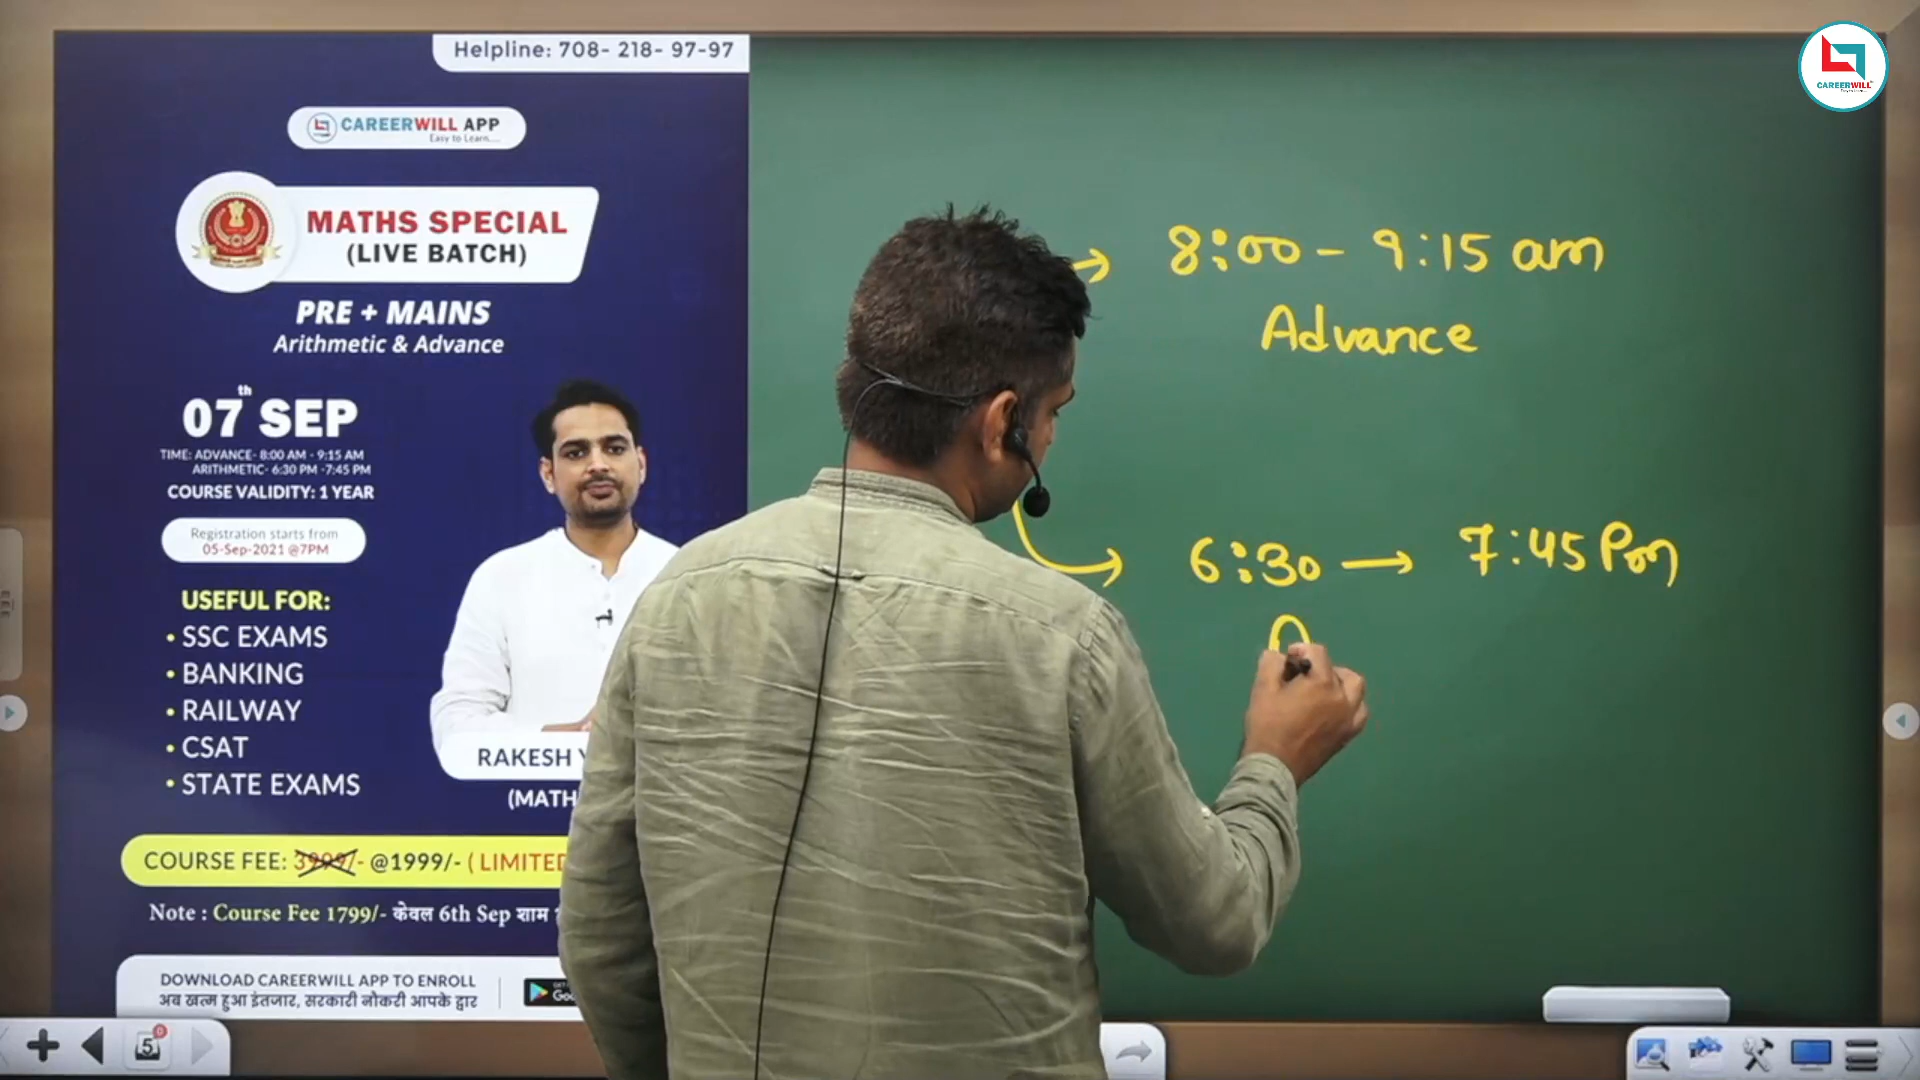 Helpline: 708- 218- 97-97
CAREERWILL APP
Easy to Learn....
MATHS SPECIAL
(LIVE BATCH)
PRE + MAINS
Arithmetic & Advance
07th SEP
TIME: ADVANCE- 8:00 AM - 9:15 AM
ARITHMETIC- 6:30 PM -7:45 PM
COURSE VALIDITY: 1 YEAR
Registration starts from
05-Sep-2021 @7PM
USEFUL FOR:
• SSC EXAMS
• BANKING
• RAILWAY
• CSAT
• STATE EXAMS
RAKESH
(MATH
COURSE FEE: 3999/- @1999/- ( LIMITED
Note : Course Fee 1799/- केवल 6th Sep शाम
DOWNLOAD CAREERWILL APP TO ENROLL
अब खत्म हुआ इंतजार, सरकारी नौकरी आपके द्वार
8:00 - 9:15 am
Advance
6:30 → 7:45 Pm
CAREERWILL
5
0